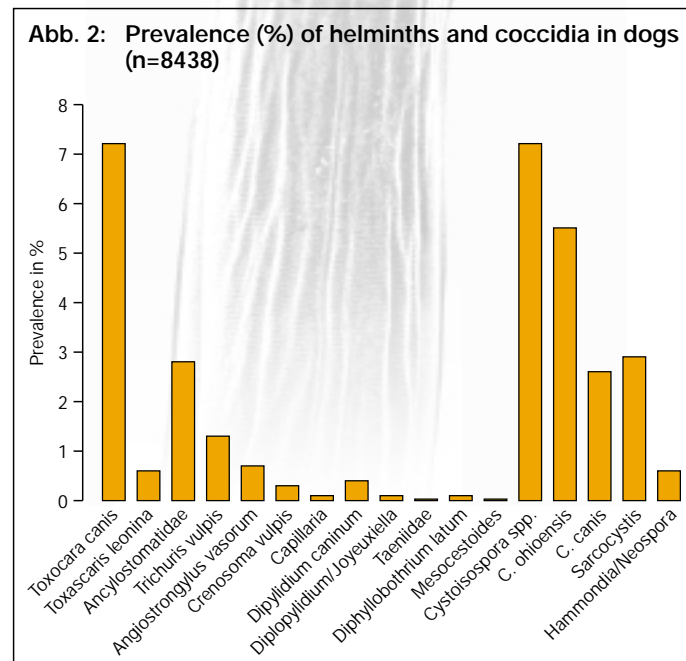 Abb. 2: Prevalence (%) of helminths and coccidia in dogs
(n=8438)
8
7
6
5
4
3
2
1
0
Prevalence in %
Toxocara canis
Toxascaris leonina
Ancylostomatidae
Trichuris vulpis
Angiostrongylus vasorum
Crenosoma vulpis
Capillaria
Dipylidium caninum
Diplopylidium/Joyeuxiella
Taeniidae
Diphyllobothrium latum
Mesocestoides
Cystoisospora spp.
C. ohioensis
C. canis
Sarcocystis
Hammondia/Neospora